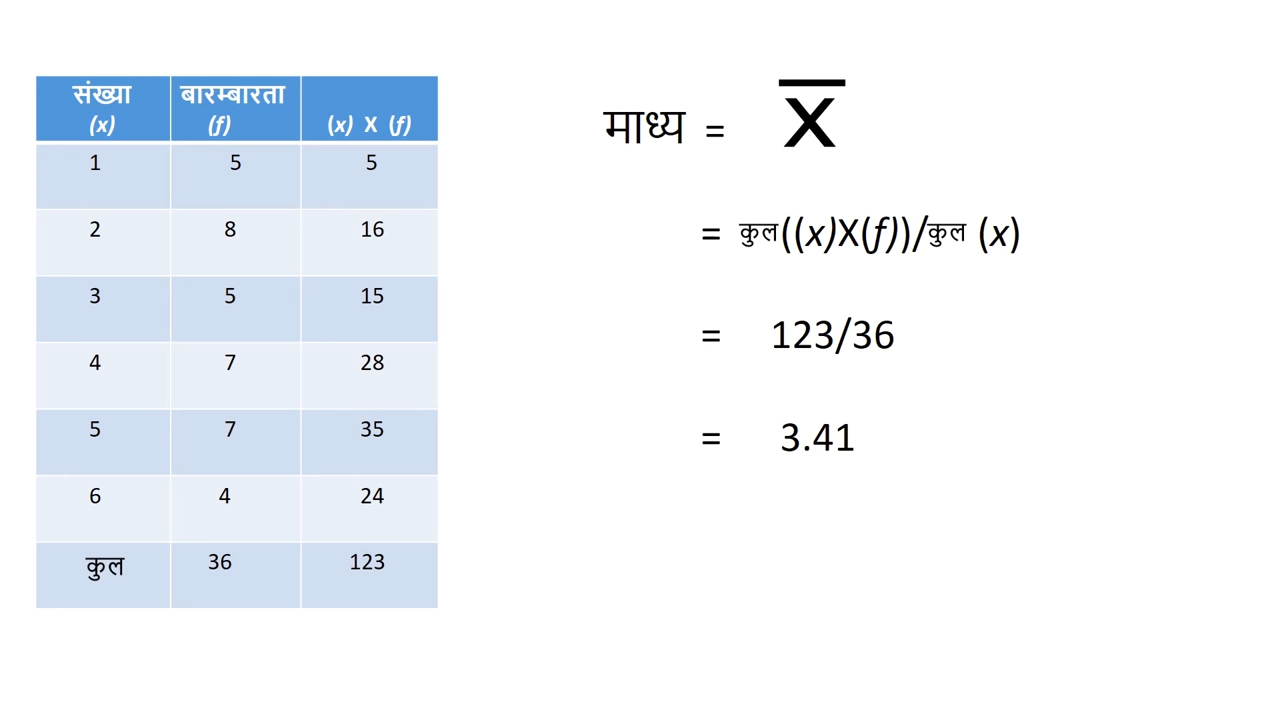 संख्या बारम्बारता
(x) (f) (x) X (f)
1 5 5
2 8 16
3 5 15
4 7 28
5 7 35
6 4 24
कुल 36 123
माध्य = X̅
= कुल((x)X(f))/कुल (x)
= 123/36
= 3.41